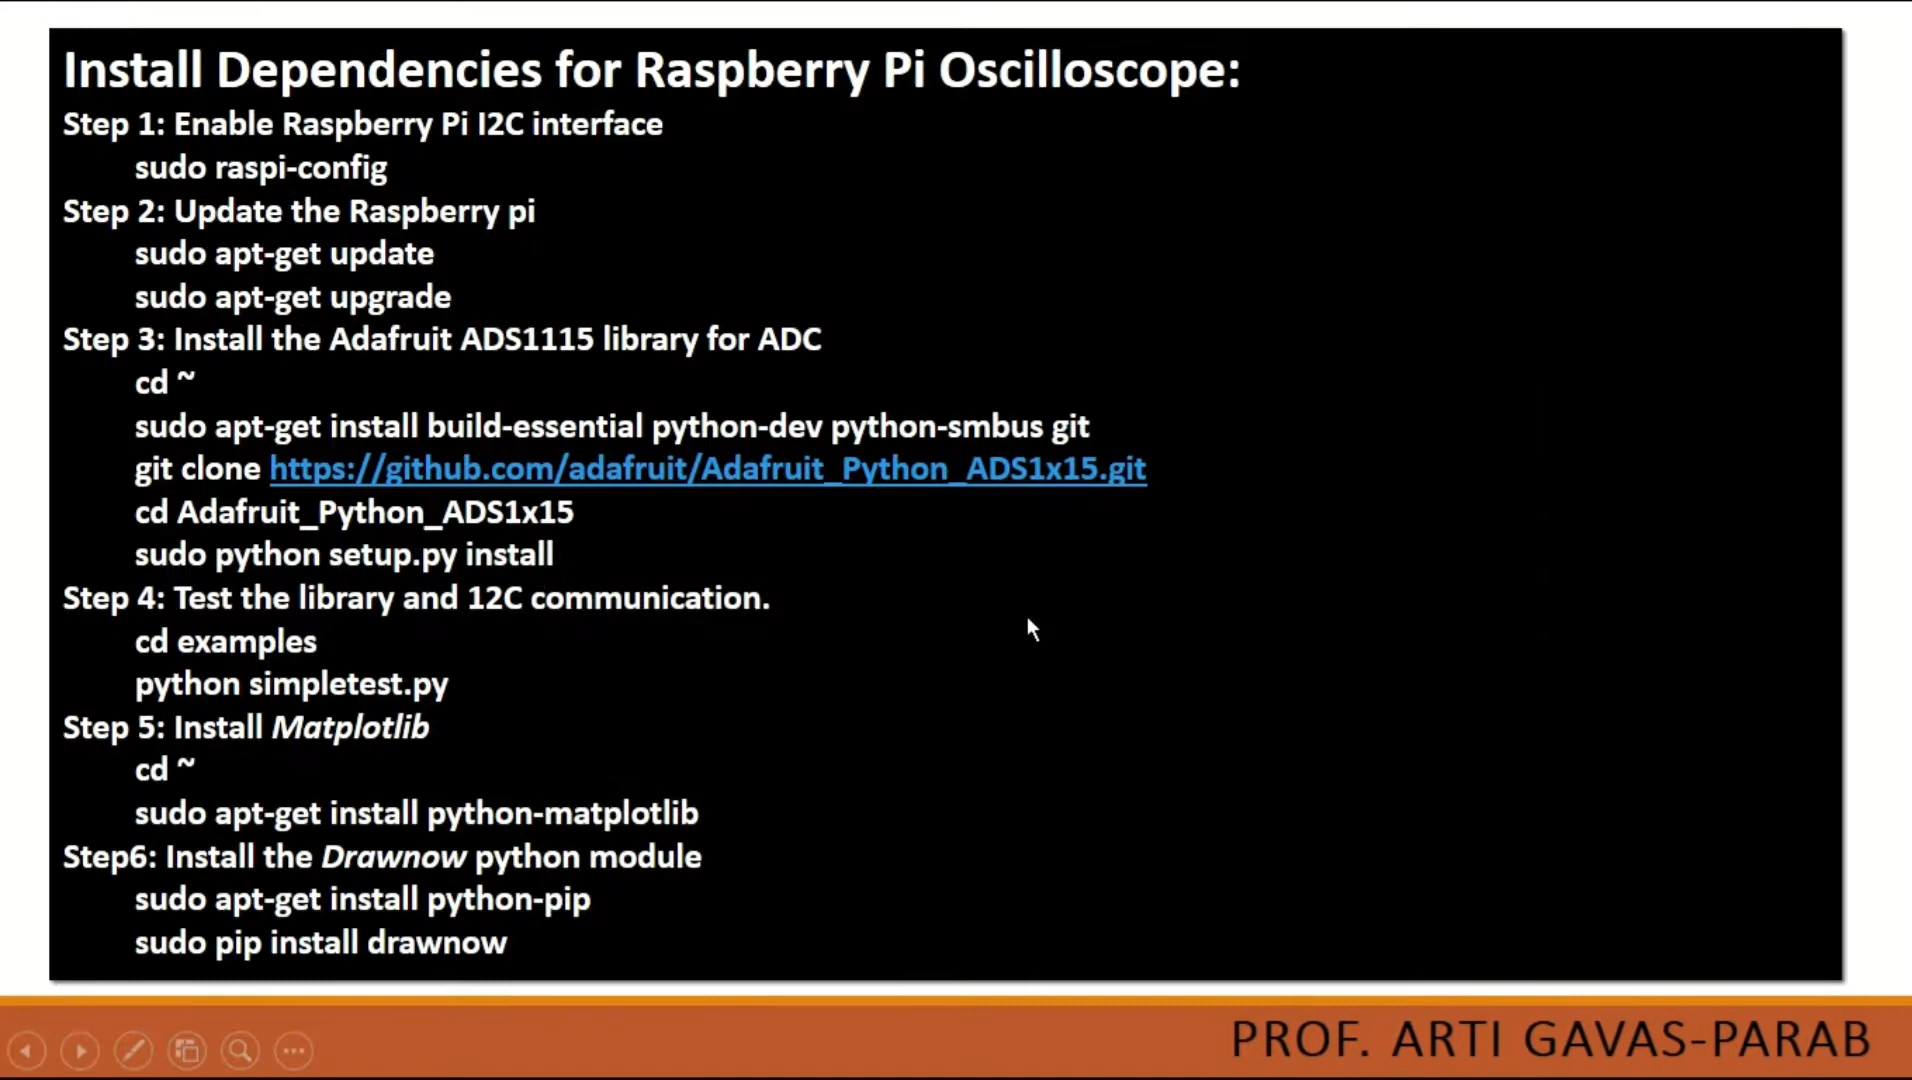 Install Dependencies for Raspberry Pi Oscilloscope:
Step 1: Enable Raspberry Pi I2C interface
sudo raspi-config
Step 2: Update the Raspberry pi
sudo apt-get update
sudo apt-get upgrade
Step 3: Install the Adafruit ADS1115 library for ADC
cd ~
sudo apt-get install build-essential python-dev python-smbus git
git clone https://github.com/adafruit/Adafruit_Python_ADS1x15.git
cd Adafruit_Python_ADS1x15
sudo python setup.py install
Step 4: Test the library and 12C communication.
cd examples
python simpletest.py
Step 5: Install Matplotlib
cd ~
sudo apt-get install python-matplotlib
Step6: Install the Drawnow python module
sudo apt-get install python-pip
sudo pip install drawnow
PROF. ARTI GAVAS-PARAB